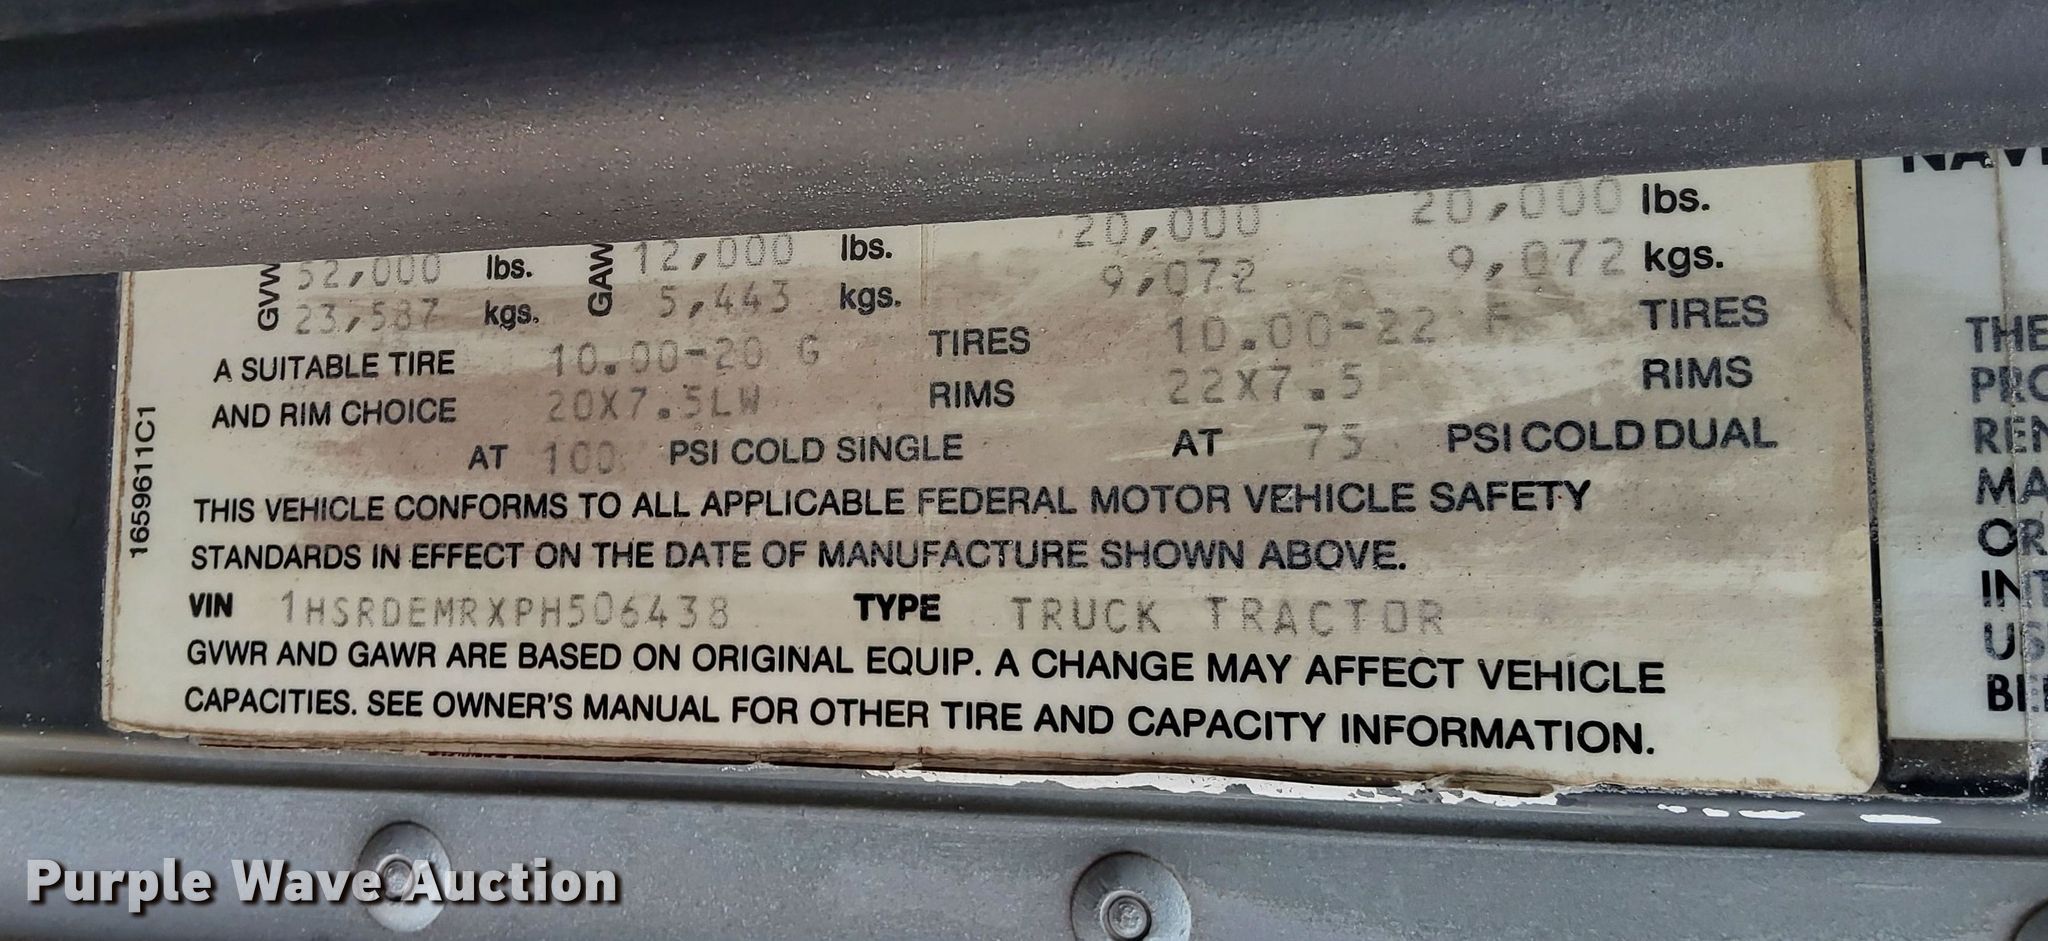 GVW 52,000 lbs. GAW 12,000 lbs. 20,000 20,000 lbs.
23,587 kgs. 5,443 kgs. 9,072 9,072 kgs.
A SUITABLE TIRE 10.00-20 G TIRES 10.00-22 F TIRES
AND RIM CHOICE 20X7.5LW RIMS 22X7.5 RIMS
AT 100 PSI COLD SINGLE AT 75 PSI COLD DUAL
THIS VEHICLE CONFORMS TO ALL APPLICABLE FEDERAL MOTOR VEHICLE SAFETY
STANDARDS IN EFFECT ON THE DATE OF MANUFACTURE SHOWN ABOVE.
VIN 1HSRDEMRXPH506438 TYPE TRUCK TRACTOR
GVWR AND GAWR ARE BASED ON ORIGINAL EQUIP. A CHANGE MAY AFFECT VEHICLE
CAPACITIES. SEE OWNER'S MANUAL FOR OTHER TIRE AND CAPACITY INFORMATION.
1659611C1
NAVI
THE
PRO
REN
MA
OR
INT
US
BE
Purple Wave Auction